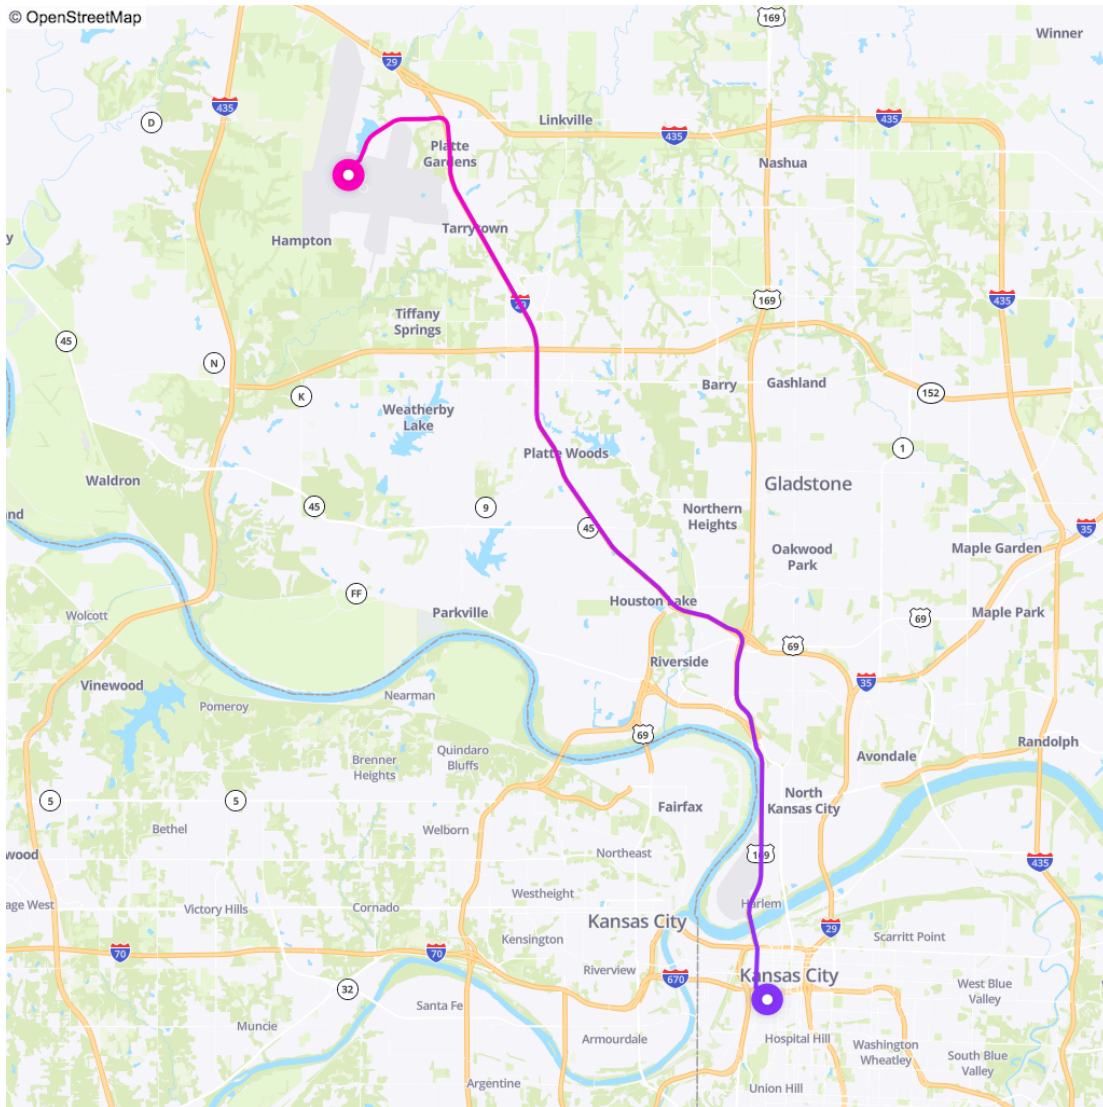 © OpenStreetMap
169
Winner
29
435
435
435
D
Linkville
Platte
Gardens
Nashua
Tarrytown
Hampton
169
435
Tiffany
Springs
45
N
K
Barry
Gashland
152
Weatherby
Lake
1
Platte Woods
Waldron
Gladstone
45
9
45
Northern
Heights
35
Oakwood
Park
Maple Garden
FF
Houston Lake
Maple Park
Wolcott
Parkville
69
69
Riverside
Vinewood
35
Nearman
Pomeroy
69
Randolph
Quindaro
Bluffs
Avondale
Brenner
Heights
5
5
North
Kansas City
Fairfax
Bethel
Welborn
169
Northeast
wood
435
Westheight
age West
Victory Hills
Cornado
Harlem
Kansas City
29
Kensington
Scarritt Point
70
70
Riverview
670
Kansas City
32
West Blue
Valley
Santa Fe
Muncie
Armourdale
Hospital Hill
Washington
Wheatley
South Blue
Valley
Argentine
Union Hill